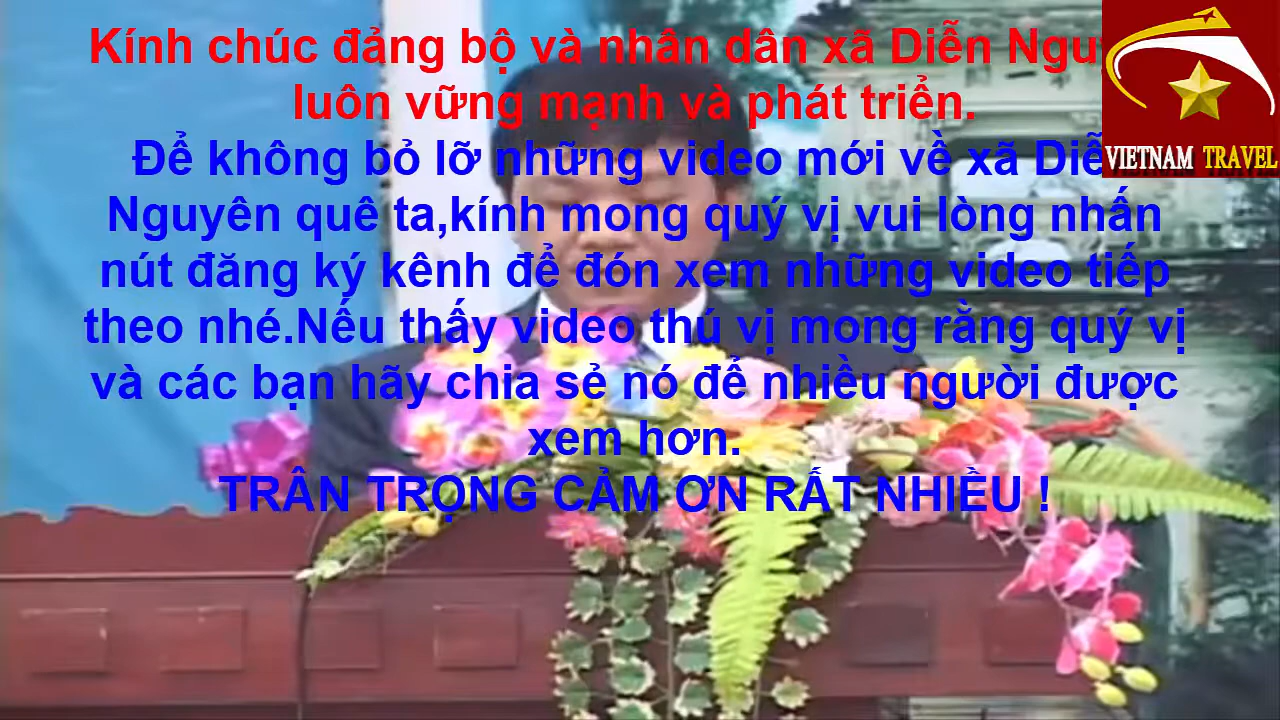 Kính chúc đảng bộ và nhân dân xã Diễn
luôn vững mạnh và phát triển.
Để không bỏ lỡ những video mới về xã
Nguyên quê ta,kính mong quý vị vui lòng nhấn
nút đăng ký kênh để đón xem những video tiếp
theo nhé.Nếu thấy video thú vị mong rằng quý vị
và các bạn hãy chia sẻ nó để nhiều người được
xem hơn.
TRÂN TRỌNG CẢM ƠN RẤT NHIỀU !
VIETNAM TRAVEL